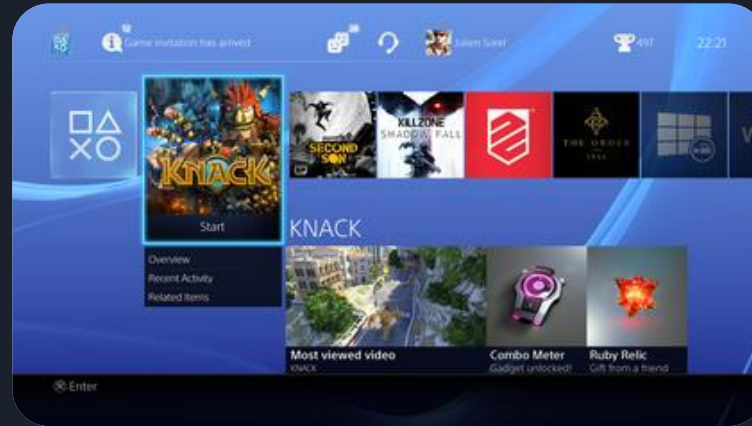 Game invitation has arrived
Julien Sorel
497
22:21
KNACK
SECOND
SON
KILLZONE
SHADOW FALL
THE ORDER
1886
Start
KNACK
Overview
Recent Activity
Related Items
Most viewed video
KNACK
Combo Meter
Gadget unlocked!
Ruby Relic
Gift from a friend
Enter